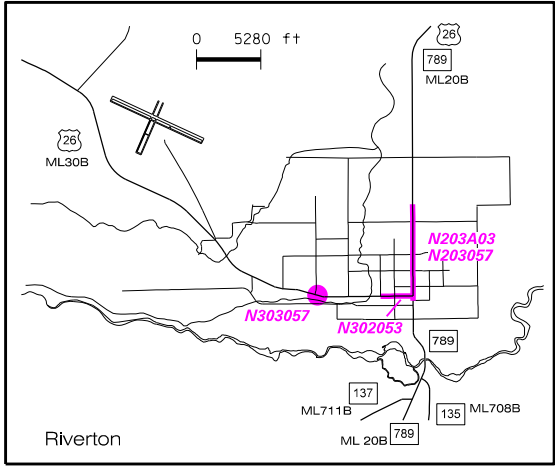 0 5280 ft
26
789
ML20B
26
ML30B
N203A03
N203057
N303057
N302053
789
137
ML711B
135
ML708B
ML 20B
789
Riverton